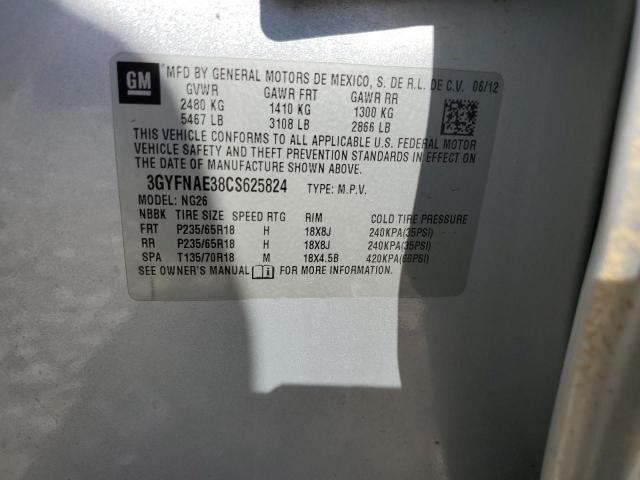 GM
MFD BY GENERAL MOTORS DE MEXICO, S. DE R.L. DE C.V. 06/12
GVWR GAWR FRT GAWR RR
2480 KG 1410 KG 1300 KG
5467 LB 3108 LB 2866 LB
THIS VEHICLE CONFORMS TO ALL APPLICABLE U.S. FEDERAL MOTOR
VEHICLE SAFETY AND THEFT PREVENTION STANDARDS IN EFFECT ON
THE DATE OF MANUFACTURE SHOWN ABOVE.
3GYFNAE38CS625824 TYPE: M.P.V.
MODEL: NG26
NBBK TIRE SIZE SPEED RTG RIM COLD TIRE PRESSURE
FRT P235/65R18 H 18X8J 240KPA(35PSI)
RR P235/65R18 H 18X8J 240KPA(35PSI)
SPA T135/70R18 M 18X4.5B 420KPA(60PSI)
SEE OWNER'S MANUAL FOR MORE INFORMATION.